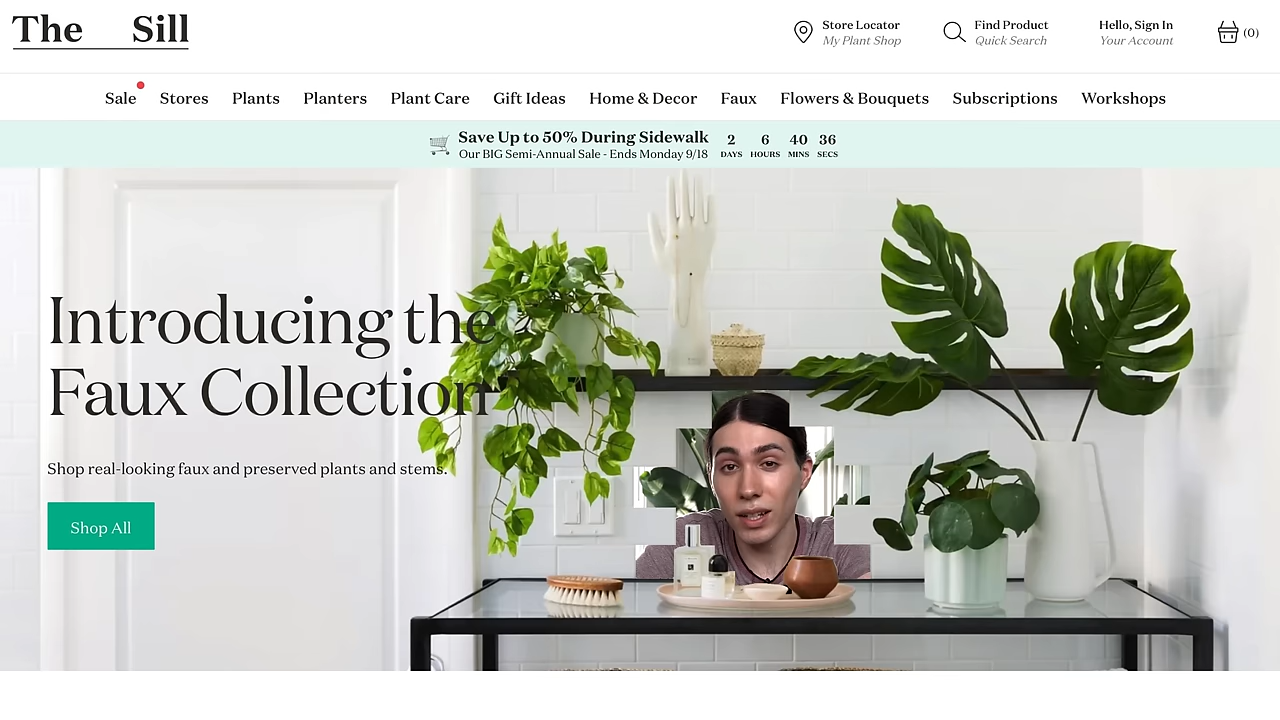 The Sill
Store Locator
My Plant Shop
Find Product
Quick Search
Hello, Sign In
Your Account
(0)
Sale Stores Plants Planters Plant Care Gift Ideas Home & Decor Faux Flowers & Bouquets Subscriptions Workshops
Save Up to 50% During Sidewalk
Our BIG Semi-Annual Sale - Ends Monday 9/18
2 6 40 36
DAYS HOURS MINS SECS
Introducing the
Faux Collection
Shop real-looking faux and preserved plants and stems.
Shop All